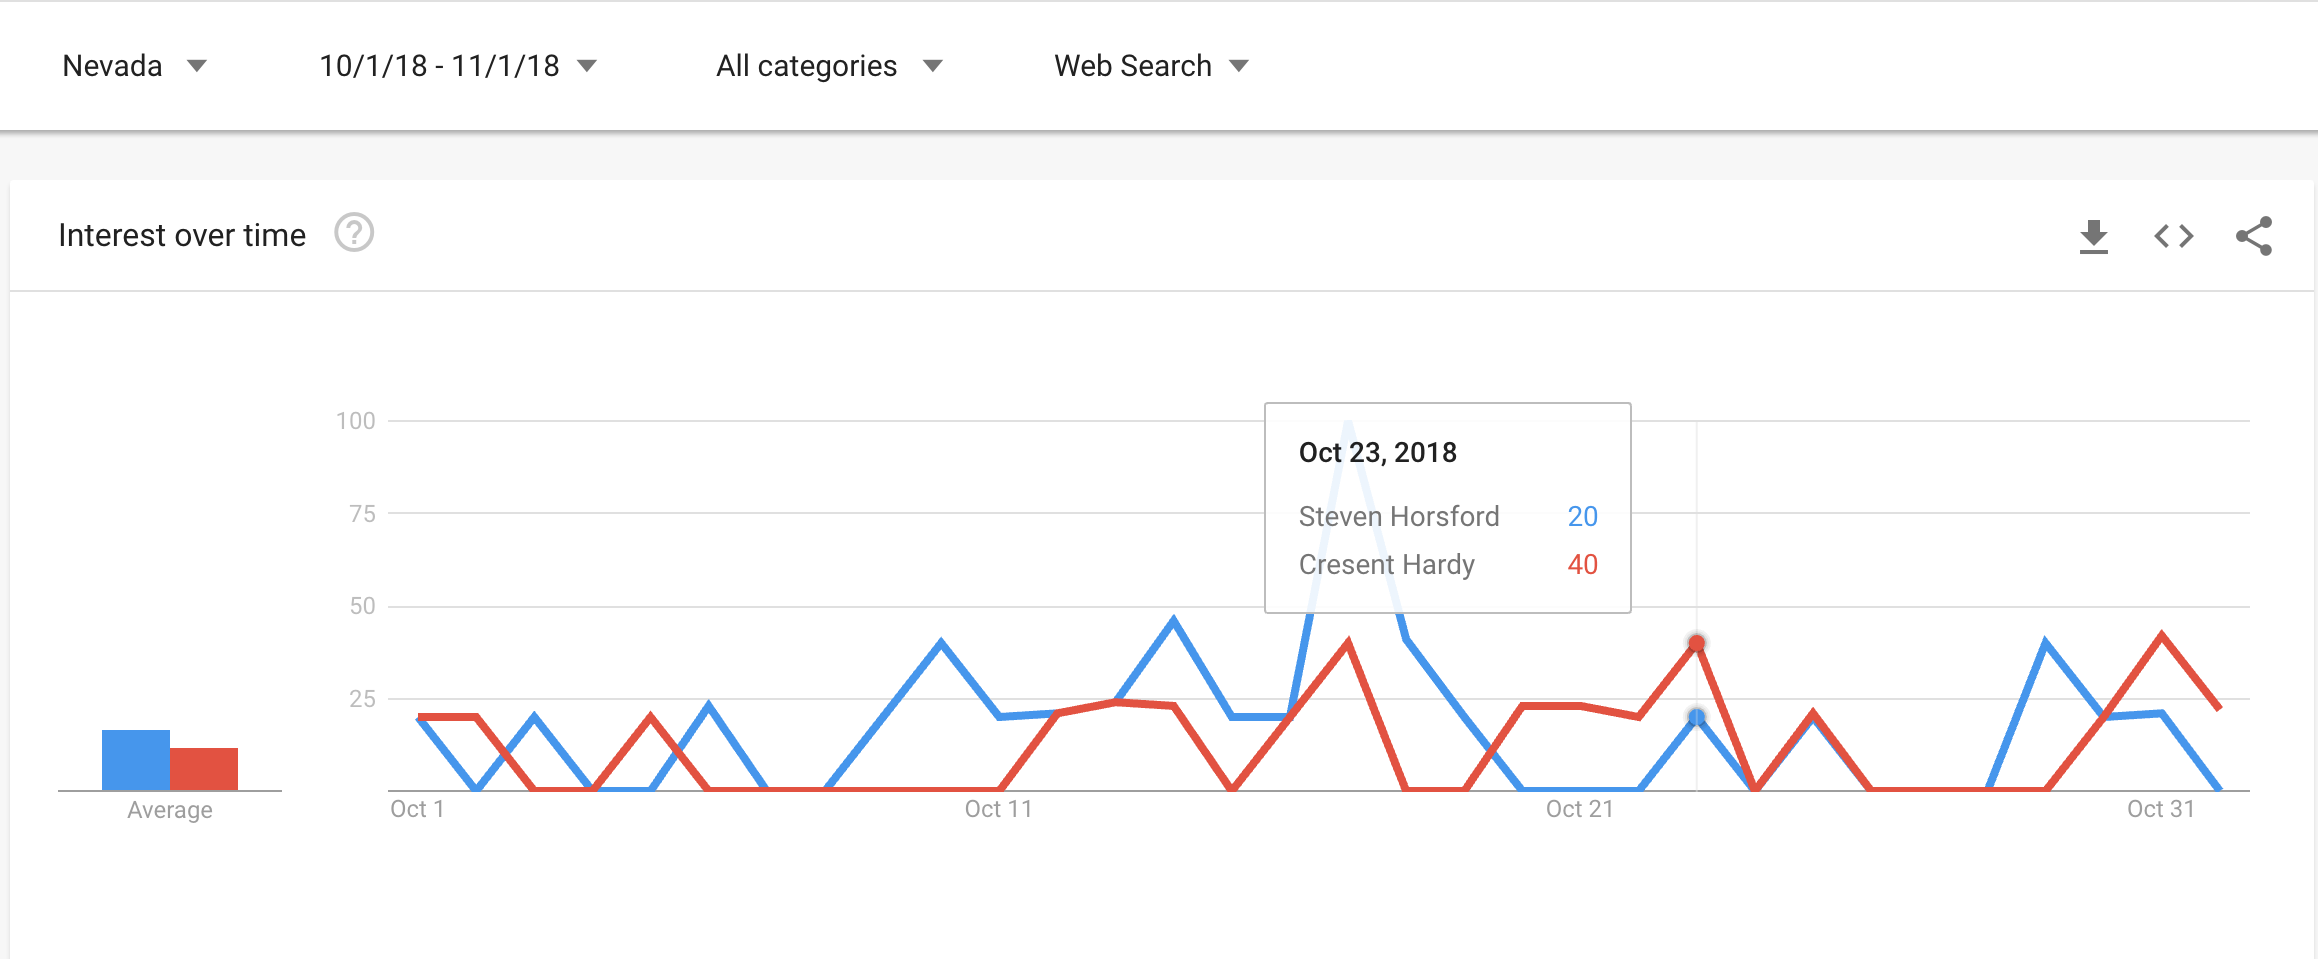 Nevada 10/1/18 - 11/1/18 All categories Web Search
Interest over time ?
100
75
50
25
Oct 23, 2018
Steven Horsford 20
Cresent Hardy 40
Average
Oct 1 Oct 11 Oct 21 Oct 31